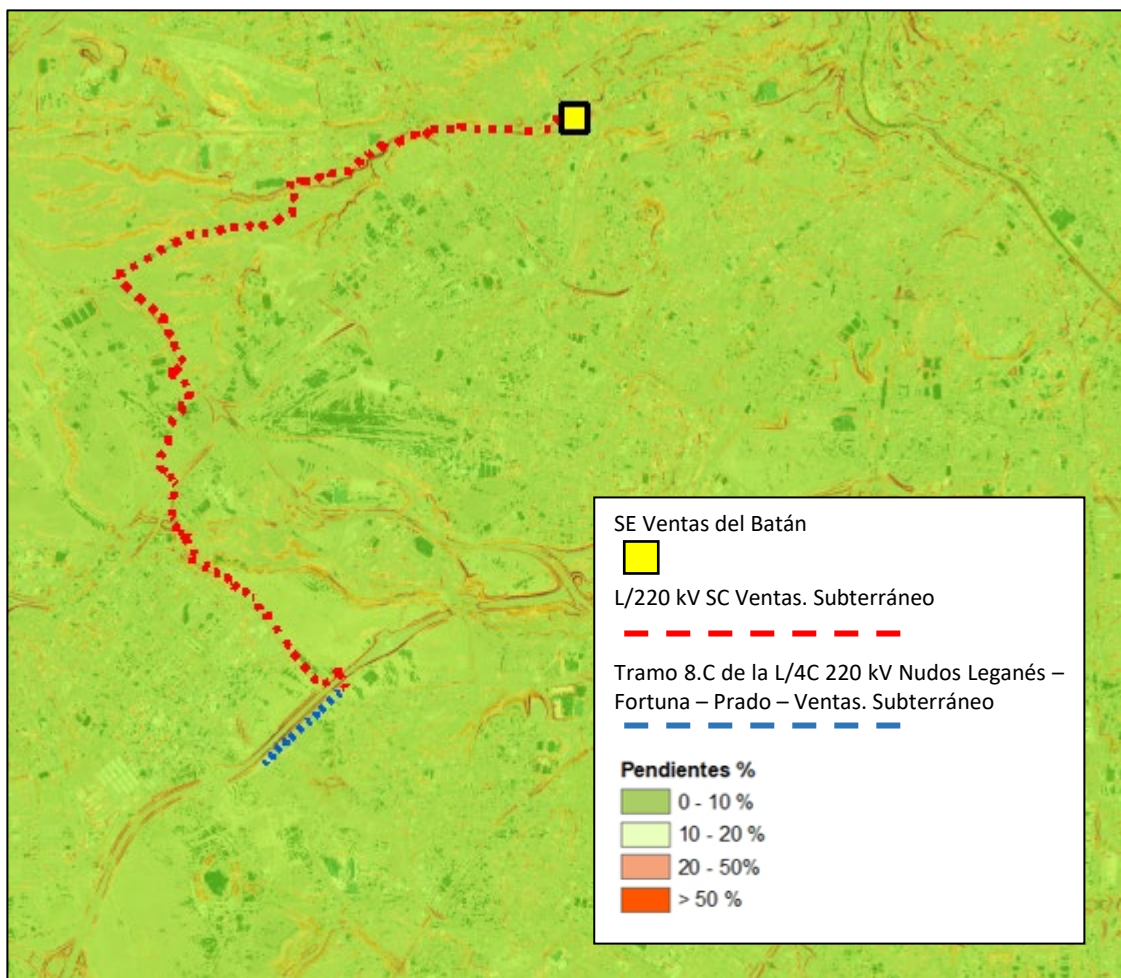 SE Ventas del Batán
L/220 kV SC Ventas. Subterráneo
Tramo 8.C de la L/4C 220 kV Nudos Leganés –
Fortuna – Prado – Ventas. Subterráneo
Pendientes %
0 - 10 %
10 - 20 %
20 - 50%
> 50 %